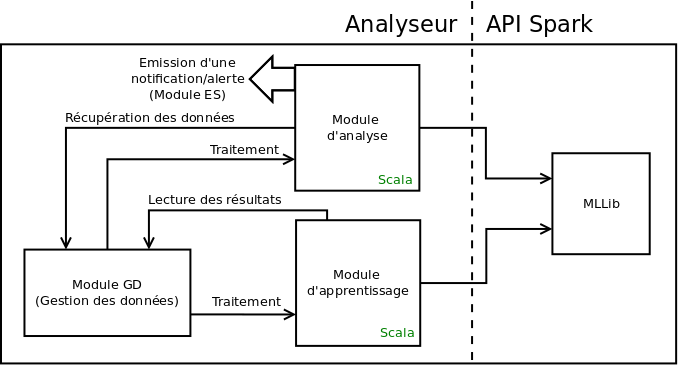 Analyseur
API Spark
Emission d'une
notification/alerte
(Module ES)
Récupération des données
Module
d'analyse
Traitement
Scala
Lecture des résultats
MLLib
Module GD
(Gestion des données)
Module
d'apprentissage
Traitement
Scala